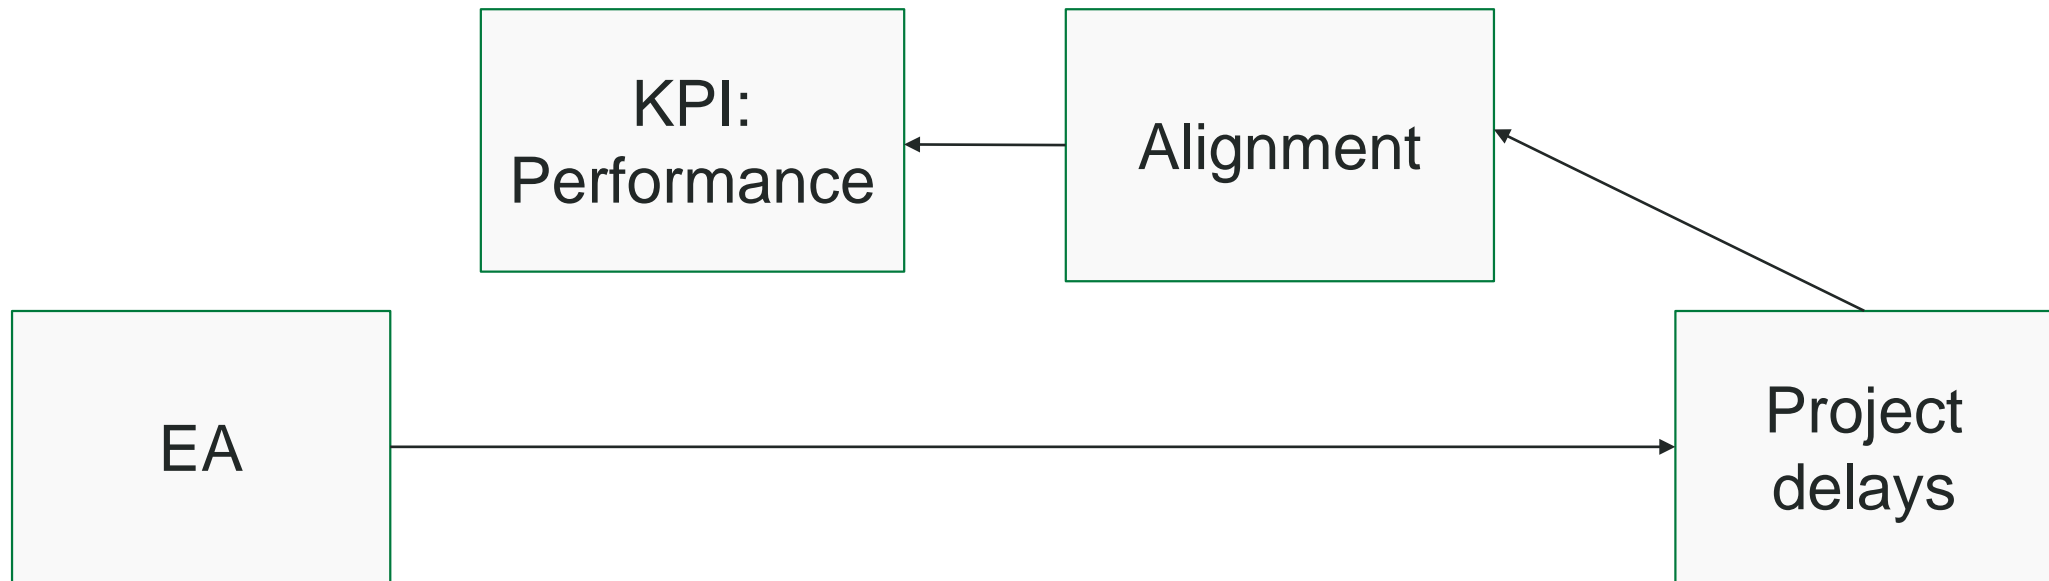 KPI:
Performance
Alignment
EA
Project
delays